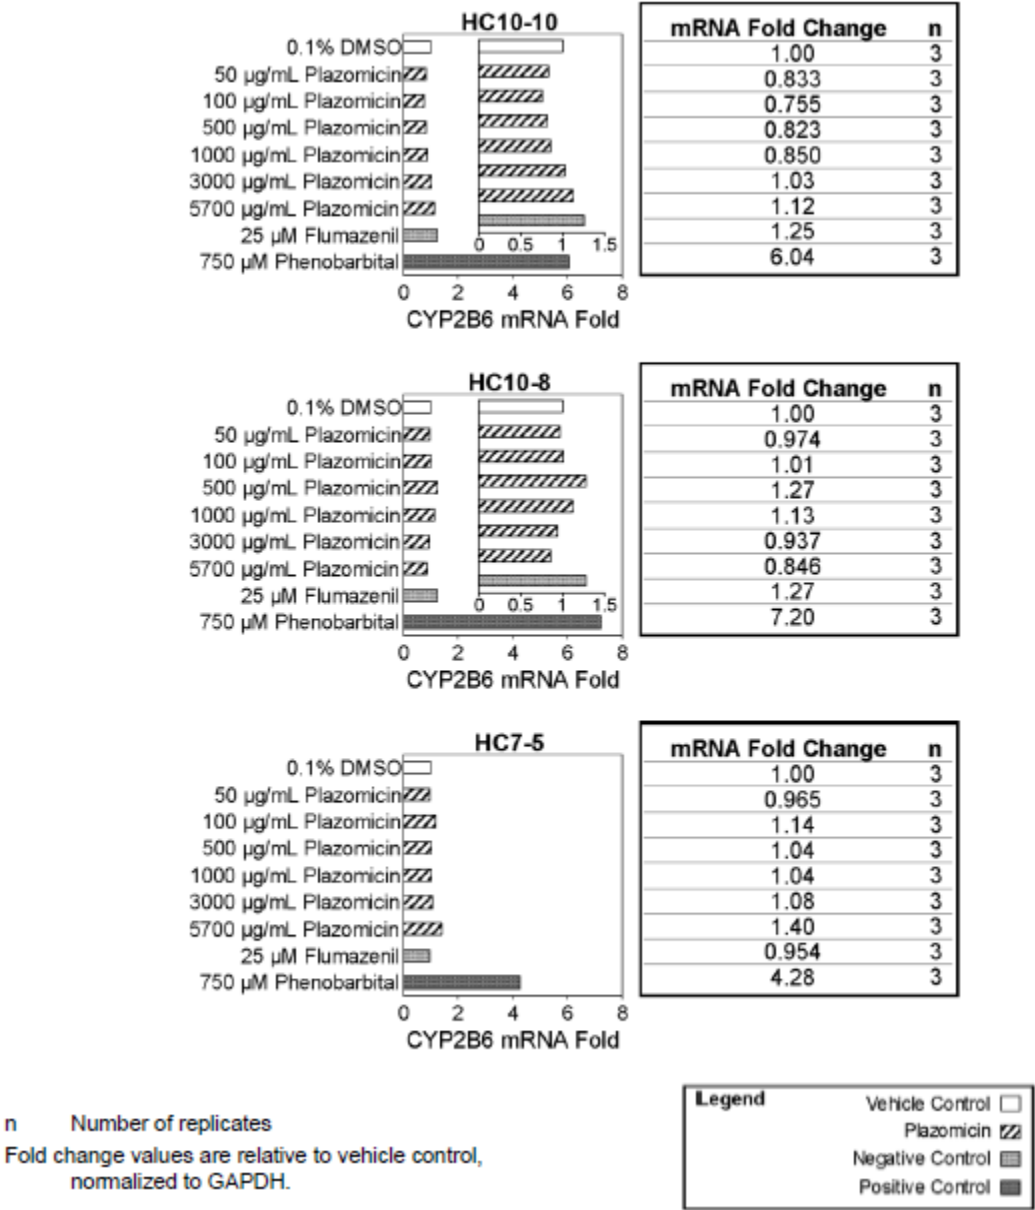 HC10-10
0.1% DMSO
50 µg/mL Plazomicin
100 µg/mL Plazomicin
500 µg/mL Plazomicin
1000 µg/mL Plazomicin
3000 µg/mL Plazomicin
5700 µg/mL Plazomicin
25 µM Flumazenil
750 µM Phenobarbital
0 0.5 1 1.5
0 2 4 6 8
CYP2B6 mRNA Fold
mRNA Fold Change n
1.00 3
0.833 3
0.755 3
0.823 3
0.850 3
1.03 3
1.12 3
1.25 3
6.04 3
HC10-8
0.1% DMSO
50 µg/mL Plazomicin
100 µg/mL Plazomicin
500 µg/mL Plazomicin
1000 µg/mL Plazomicin
3000 µg/mL Plazomicin
5700 µg/mL Plazomicin
25 µM Flumazenil
750 µM Phenobarbital
0 0.5 1 1.5
0 2 4 6 8
CYP2B6 mRNA Fold
mRNA Fold Change n
1.00 3
0.974 3
1.01 3
1.27 3
1.13 3
0.937 3
0.846 3
1.27 3
7.20 3
HC7-5
0.1% DMSO
50 µg/mL Plazomicin
100 µg/mL Plazomicin
500 µg/mL Plazomicin
1000 µg/mL Plazomicin
3000 µg/mL Plazomicin
5700 µg/mL Plazomicin
25 µM Flumazenil
750 µM Phenobarbital
0 2 4 6 8
CYP2B6 mRNA Fold
mRNA Fold Change n
1.00 3
0.965 3
1.14 3
1.04 3
1.04 3
1.08 3
1.40 3
0.954 3
4.28 3
n Number of replicates
Fold change values are relative to vehicle control,
normalized to GAPDH.
Legend
Vehicle Control
Plazomicin
Negative Control
Positive Control